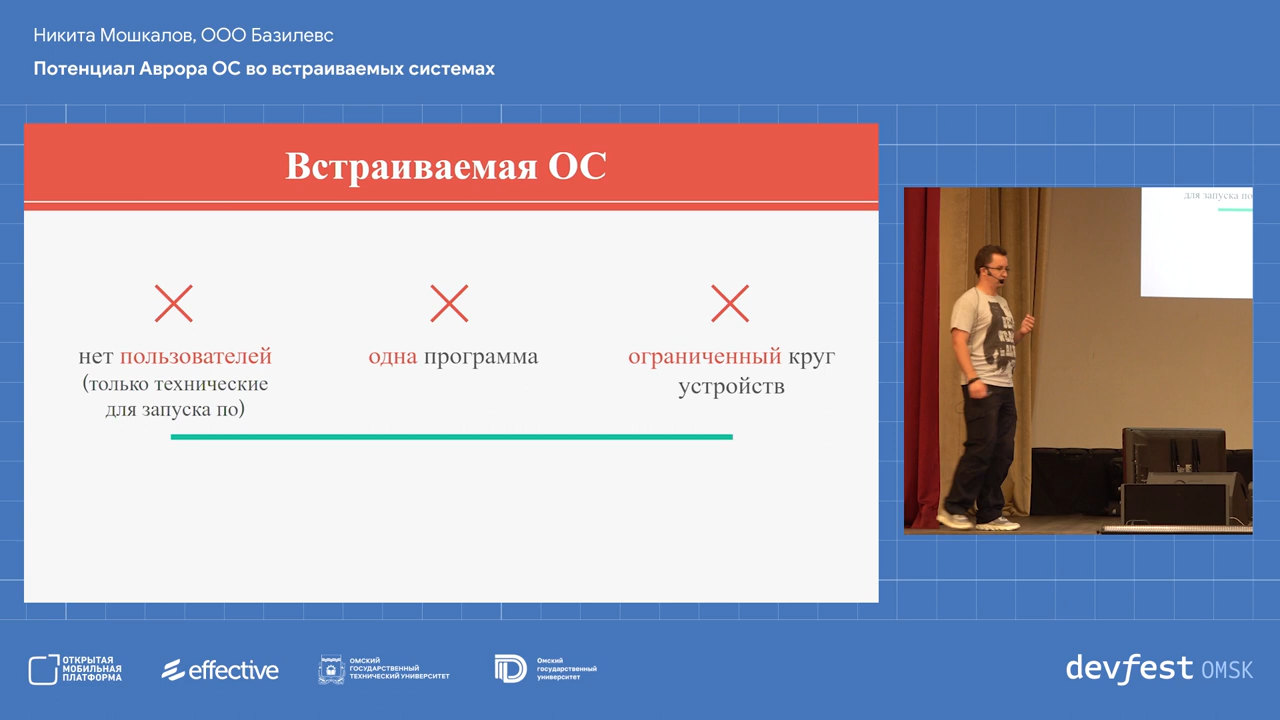 Никита Мошкалов, ООО Базилевс
Потенциал Аврора ОС во встраиваемых системах
Встраиваемая ОС
нет пользователей
(только технические
для запуска по)
одна программа
ограниченный круг
устройств
для запуска по
ОТКРЫТАЯ
МОБИЛЬНАЯ
ПЛАТФОРМА
effective
ОМСКИЙ
ГОСУДАРСТВЕННЫЙ
ТЕХНИЧЕСКИЙ УНИВЕРСИТЕТ
Омский
государственный
университет
devfest OMSK